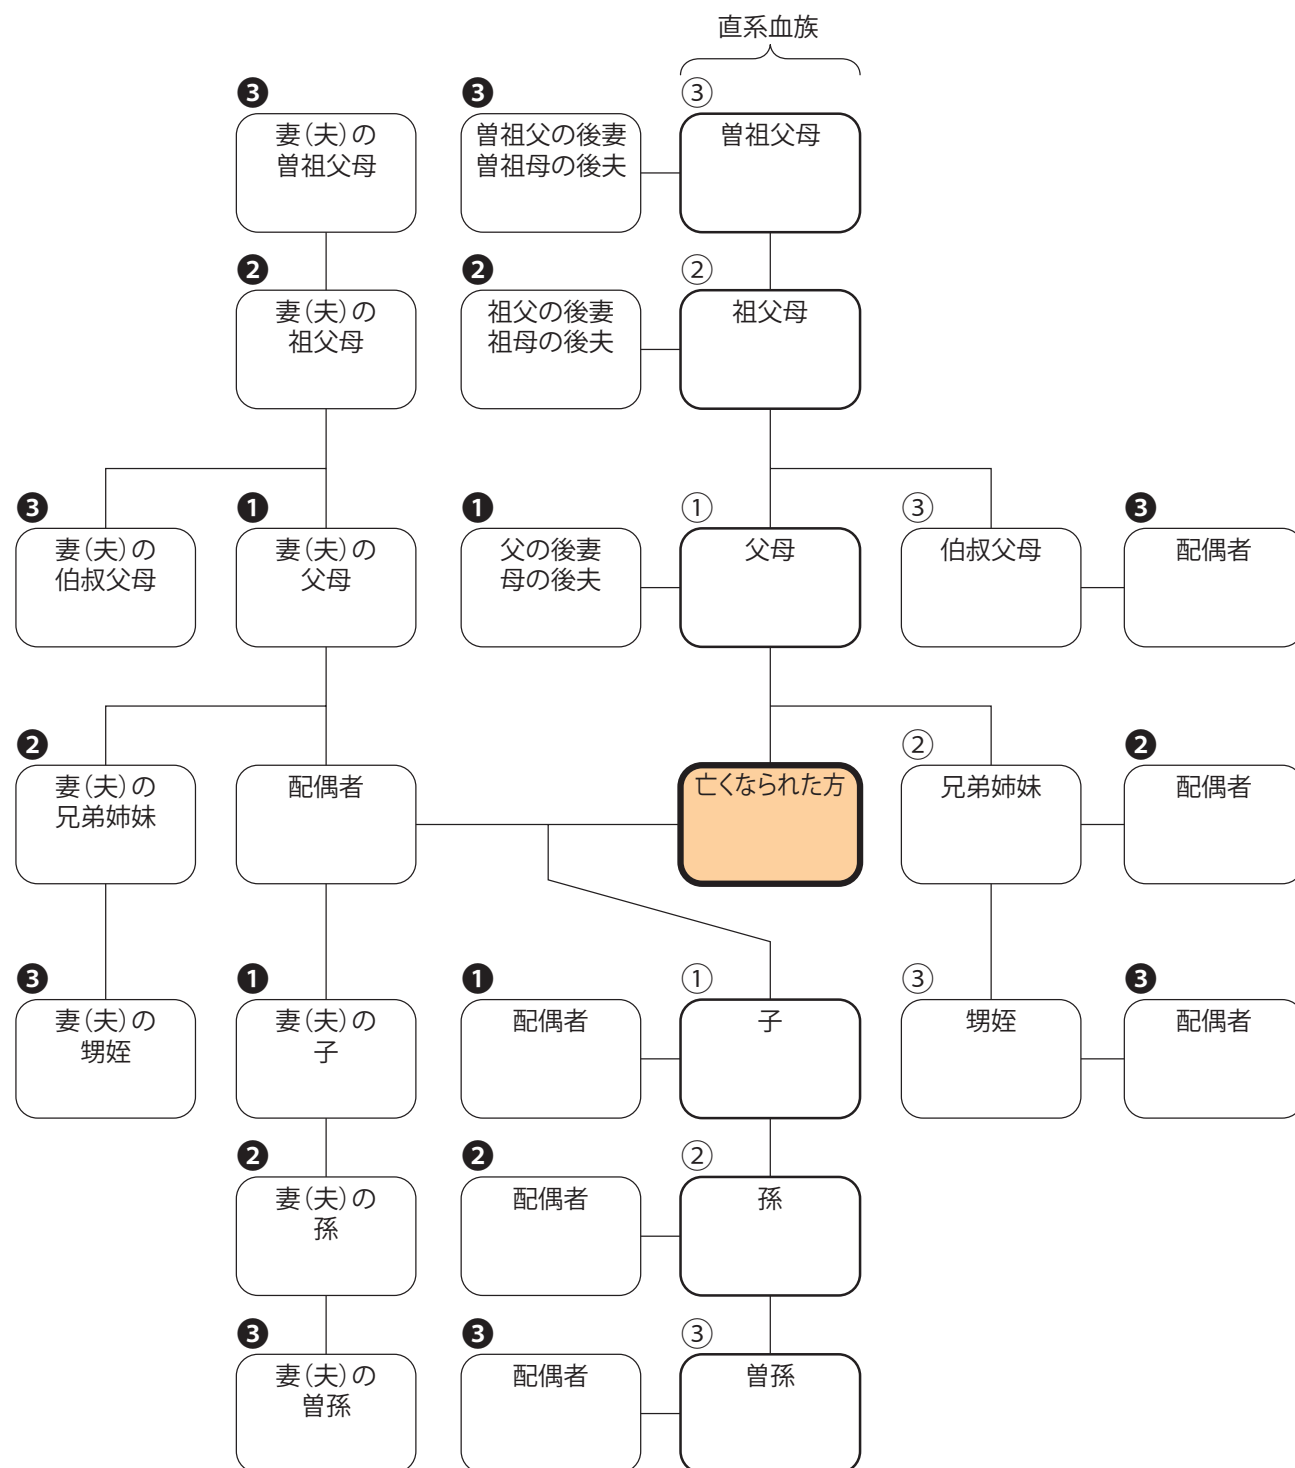 直系血族
❸
❸
③
妻(夫)の
曽祖父母
曽祖父の後妻
曽祖母の後夫
曽祖父母
❷
❷
②
妻(夫)の
祖父母
祖父の後妻
祖母の後夫
祖父母
❸
❶
❶
①
③
❸
妻(夫)の
伯叔父母
妻(夫)の
父母
父の後妻
母の後夫
父母
伯叔父母
配偶者
❷
②
❷
妻(夫)の
兄弟姉妹
配偶者
亡くなられた方
兄弟姉妹
配偶者
❸
❶
❶
①
③
❸
妻(夫)の
甥姪
妻(夫)の
子
配偶者
子
甥姪
配偶者
❷
❷
②
妻(夫)の
孫
配偶者
孫
❸
❸
③
妻(夫)の
曽孫
配偶者
曽孫